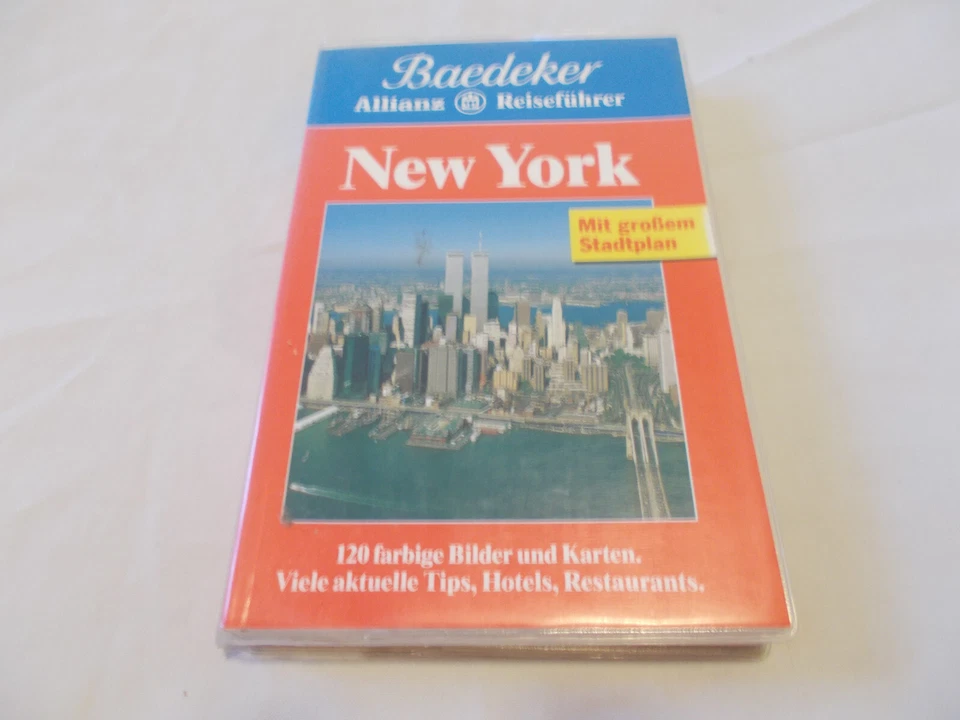 Baedeker
Allianz Reiseführer
New York
Mit großem
Stadtplan
120 farbige Bilder und Karten.
Viele aktuelle Tips, Hotels, Restaurants.